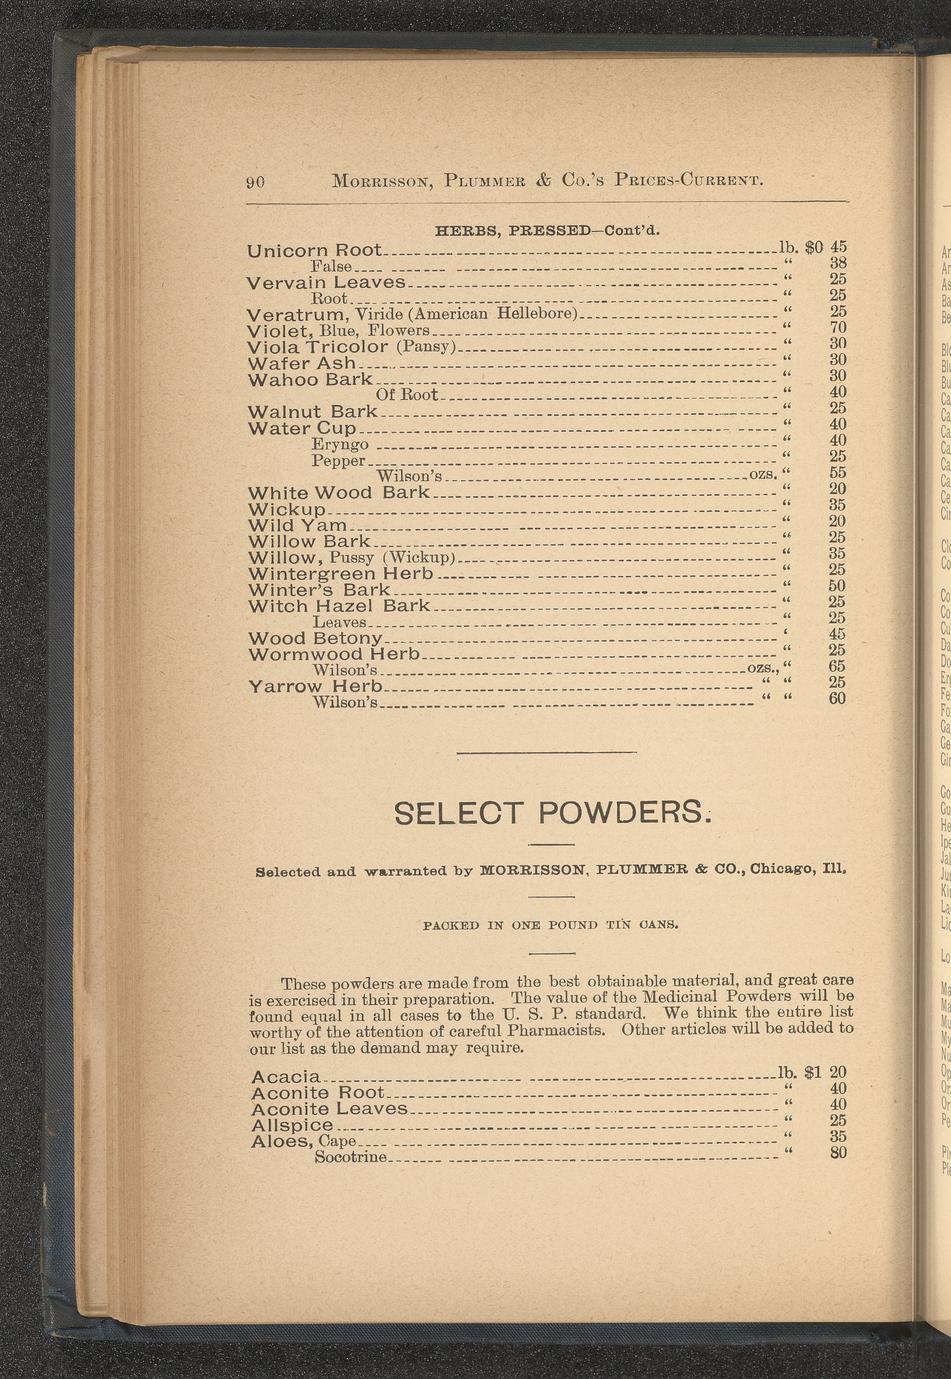 90 MORRISSON, PLUMMER & CO.'S PRICES-CURRENT.
HERBS, PRESSED—Cont'd.
Unicorn Root lb. $0 45
False “ 38
Vervain Leaves “ 25
Root “ 25
Veratrum, Viride (American Hellebore) “ 25
Violet, Blue, Flowers “ 70
Viola Tricolor (Pansy) “ 30
Wafer Ash “ 30
Wahoo Bark “ 30
Of Root “ 40
Walnut Bark “ 25
Water Cup “ 40
Eryngo “ 40
Pepper “ 25
Wilson's ozs. “ 55
White Wood Bark “ 20
Wickup “ 35
Wild Yam “ 20
Willow Bark “ 25
Willow, Pussy (Wickup) “ 35
Wintergreen Herb “ 25
Winter's Bark “ 50
Witch Hazel Bark “ 25
Leaves “ 25
Wood Betony ‘ 45
Wormwood Herb “ 25
Wilson's ozs., “ 65
Yarrow Herb “ “ 25
Wilson's “ “ 60
SELECT POWDERS.
Selected and warranted by MORRISSON, PLUMMER & CO., Chicago, Ill.
PACKED IN ONE POUND TIN CANS.
These powders are made from the best obtainable material, and great care
is exercised in their preparation. The value of the Medicinal Powders will be
found equal in all cases to the U. S. P. standard. We think the entire list
worthy of the attention of careful Pharmacists. Other articles will be added to
our list as the demand may require.
Acacia lb. $1 20
Aconite Root “ 40
Aconite Leaves “ 40
Allspice “ 25
Aloes, Cape “ 35
Socotrine “ 80